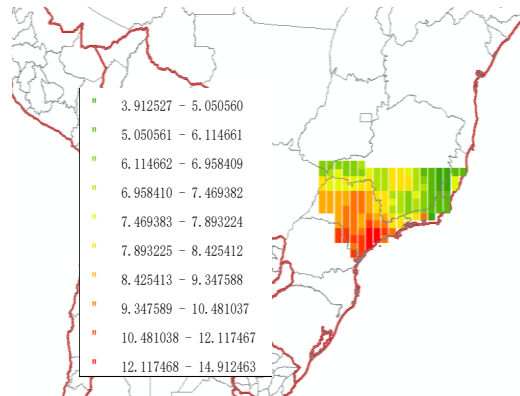 3.912527 - 5.050560
5.050561 - 6.114661
6.114662 - 6.958409
6.958410 - 7.469382
7.469383 - 7.893224
7.893225 - 8.425412
8.425413 - 9.347588
9.347589 - 10.481037
10.481038 - 12.117467
12.117468 - 14.912463